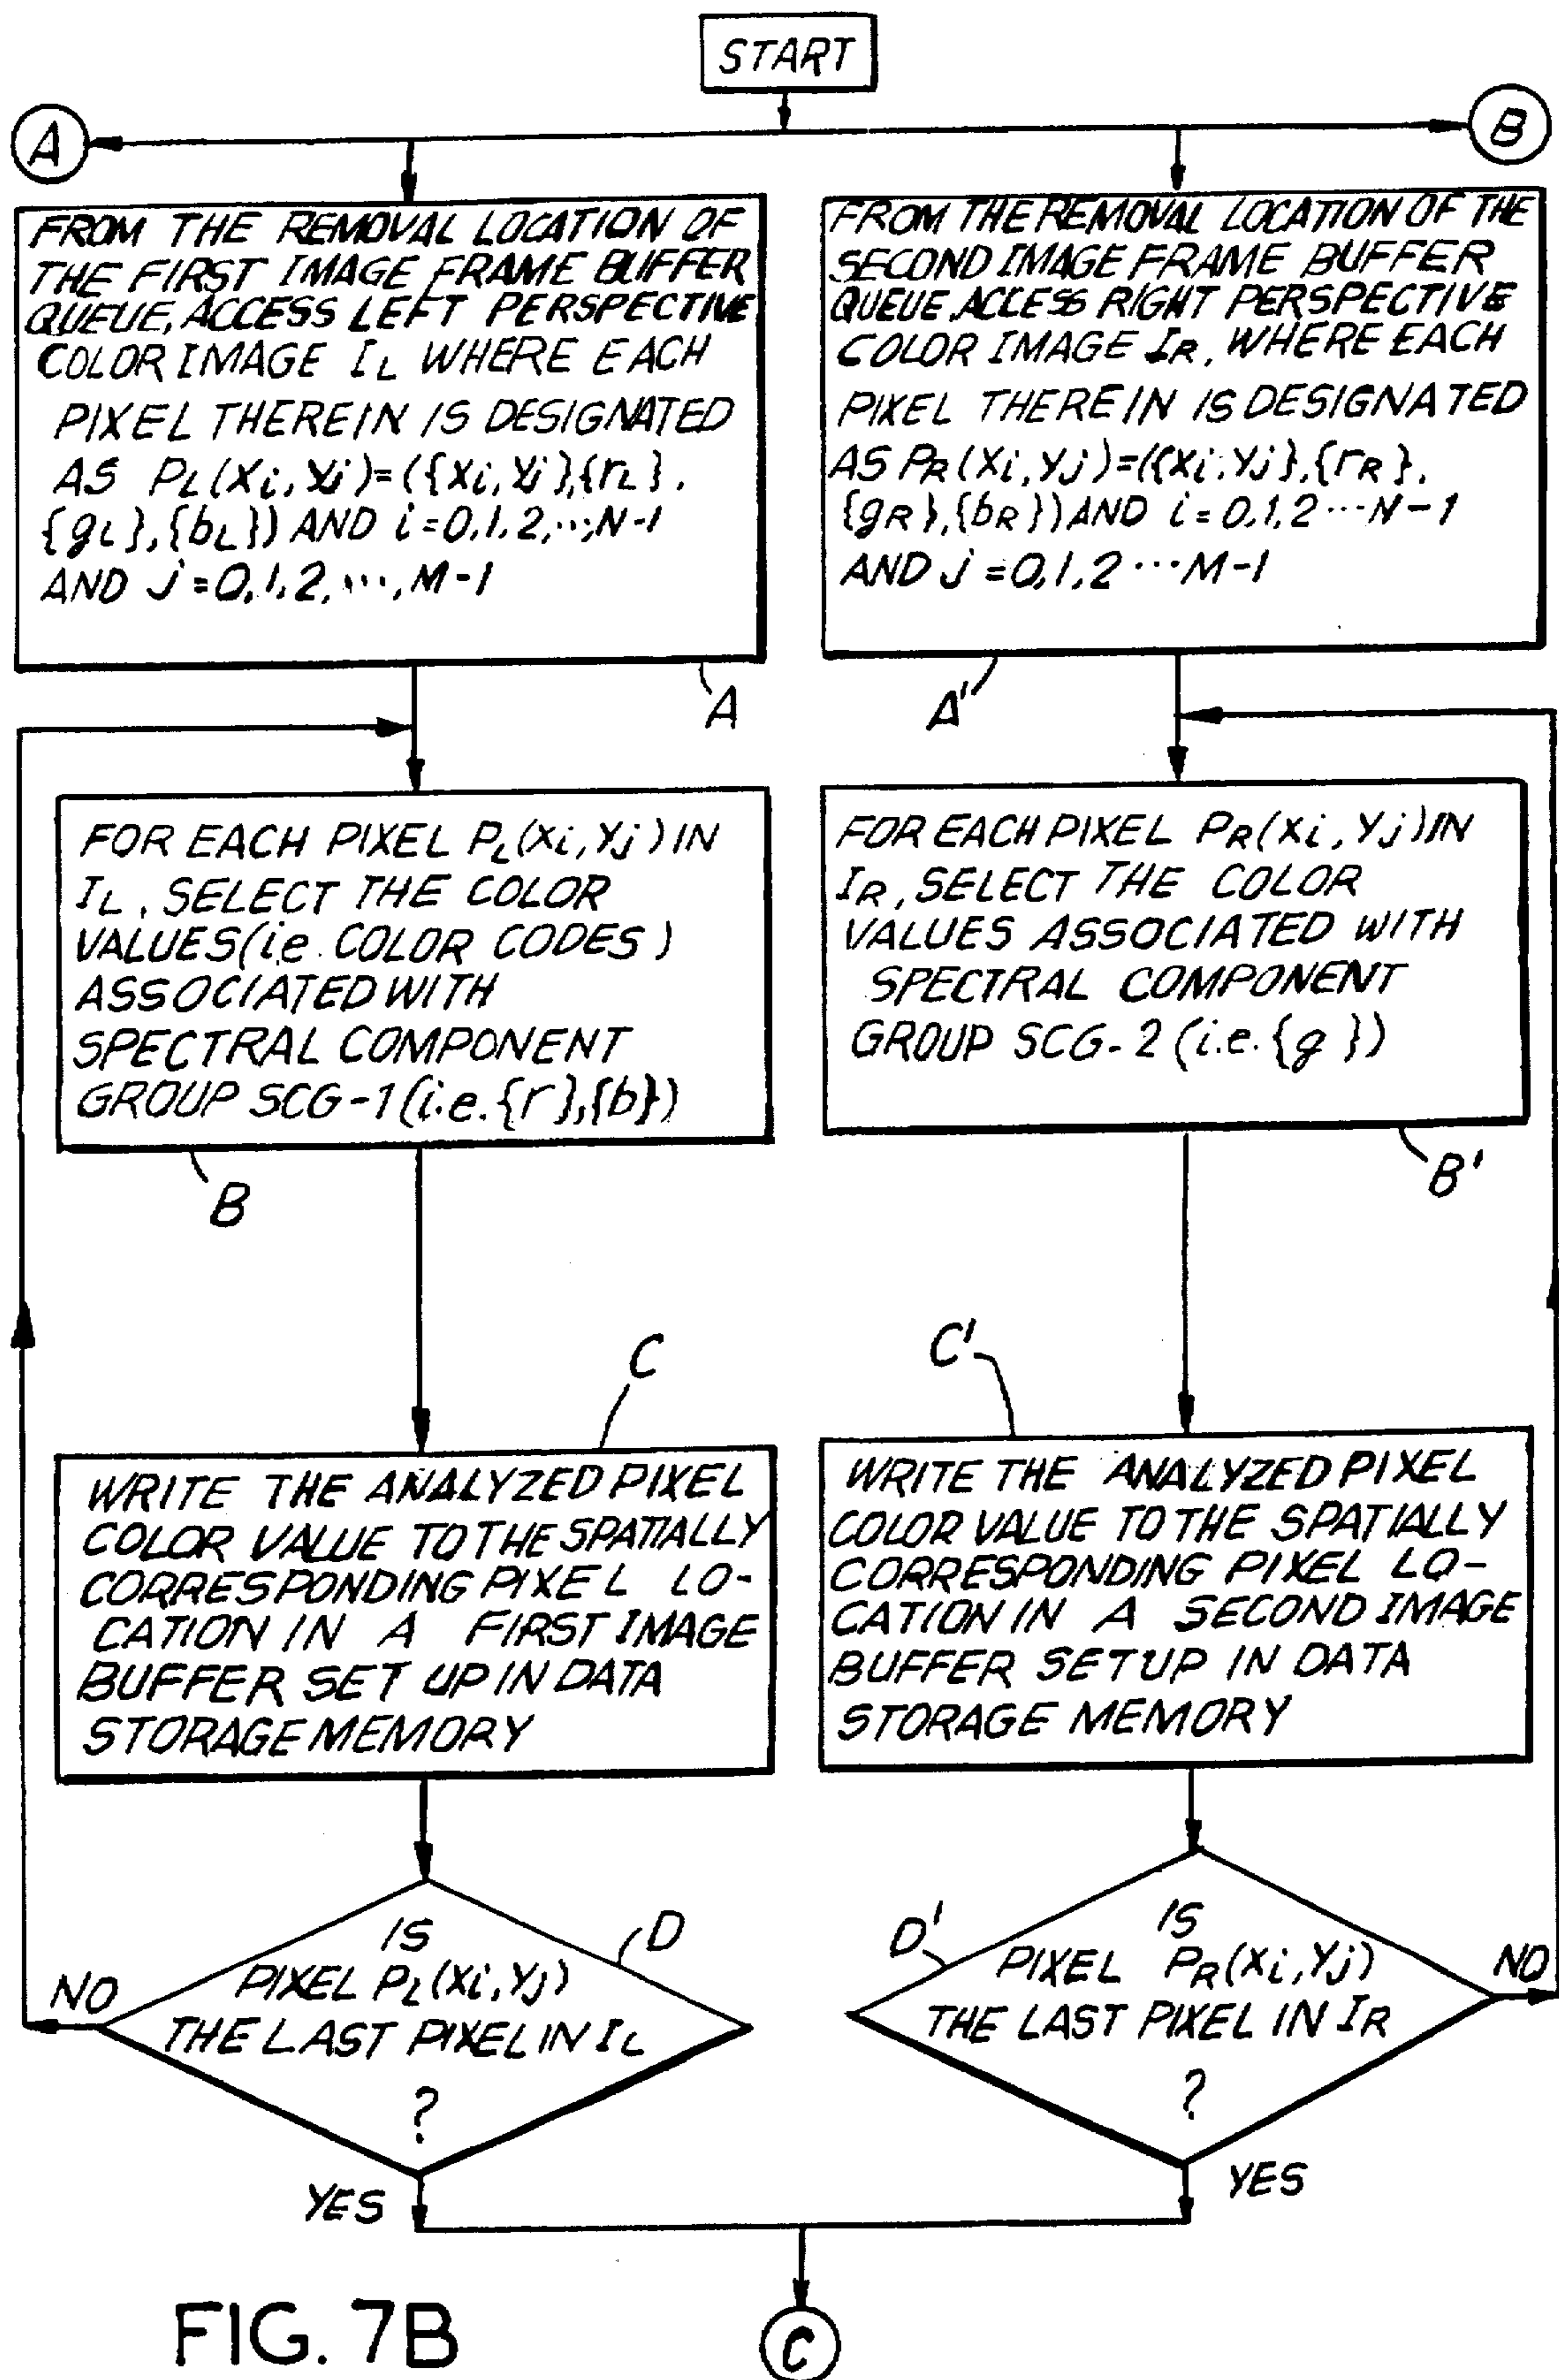 START
A
B
FROM THE REMOVAL LOCATION OF
THE FIRST IMAGE FRAME BUFFER
QUEUE, ACCESS LEFT PERSPECTIVE
COLOR IMAGE IL WHERE EACH
PIXEL THEREIN IS DESIGNATED
AS PL(xi, yj)=({xi, yj},{rL}.
{gL},{bL}) AND i=0,1,2,...,N-1
AND j=0,1,2,...,M-1
A
FROM THE REMOVAL LOCATION OF THE
SECOND IMAGE FRAME BUFFER
QUEUE, ACCESS RIGHT PERSPECTIVE
COLOR IMAGE IR, WHERE EACH
PIXEL THEREIN IS DESIGNATED
AS PR(xi, yj)=({xi, yj},{rR}.
{gR},{bR}) AND i=0,1,2...N-1
AND j=0,1,2...M-1
A'
FOR EACH PIXEL PL(xi, Yj) IN
IL, SELECT THE COLOR
VALUES (i.e. COLOR CODES)
ASSOCIATED WITH
SPECTRAL COMPONENT
GROUP SCG-1 (i.e. {r},{b})
B
FOR EACH PIXEL PR(xi, Yj) IN
IR, SELECT THE COLOR
VALUES ASSOCIATED WITH
SPECTRAL COMPONENT
GROUP SCG-2 (i.e. {g })
B'
C
WRITE THE ANALYZED PIXEL
COLOR VALUE TO THE SPATIALLY
CORRESPONDING PIXEL LO-
CATION IN A FIRST IMAGE
BUFFER SET UP IN DATA
STORAGE MEMORY
C'
WRITE THE ANALYZED PIXEL
COLOR VALUE TO THE SPATIALLY
CORRESPONDING PIXEL LO-
CATION IN A SECOND IMAGE
BUFFER SET UP IN DATA
STORAGE MEMORY
D
IS
PIXEL PL(xi, Yj)
THE LAST PIXEL IN IL
?
NO
YES
D'
IS
PIXEL PR(xi, Yj)
THE LAST PIXEL IN IR
?
NO
YES
C
FIG. 7B